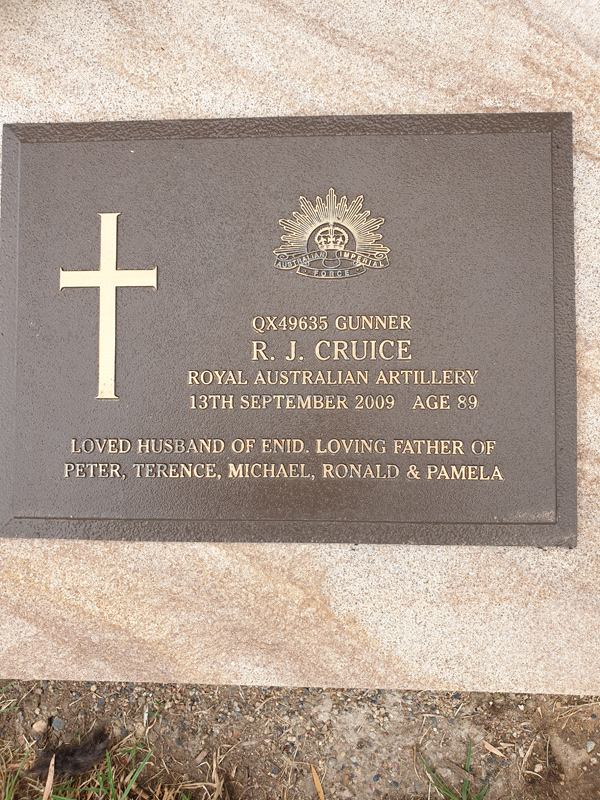 AUSTRALIAN IMPERIAL
FORCE
QX49635 GUNNER
R. J. CRUICE
ROYAL AUSTRALIAN ARTILLERY
13TH SEPTEMBER 2009 AGE 89
LOVED HUSBAND OF ENID. LOVING FATHER OF
PETER, TERENCE, MICHAEL, RONALD & PAMELA